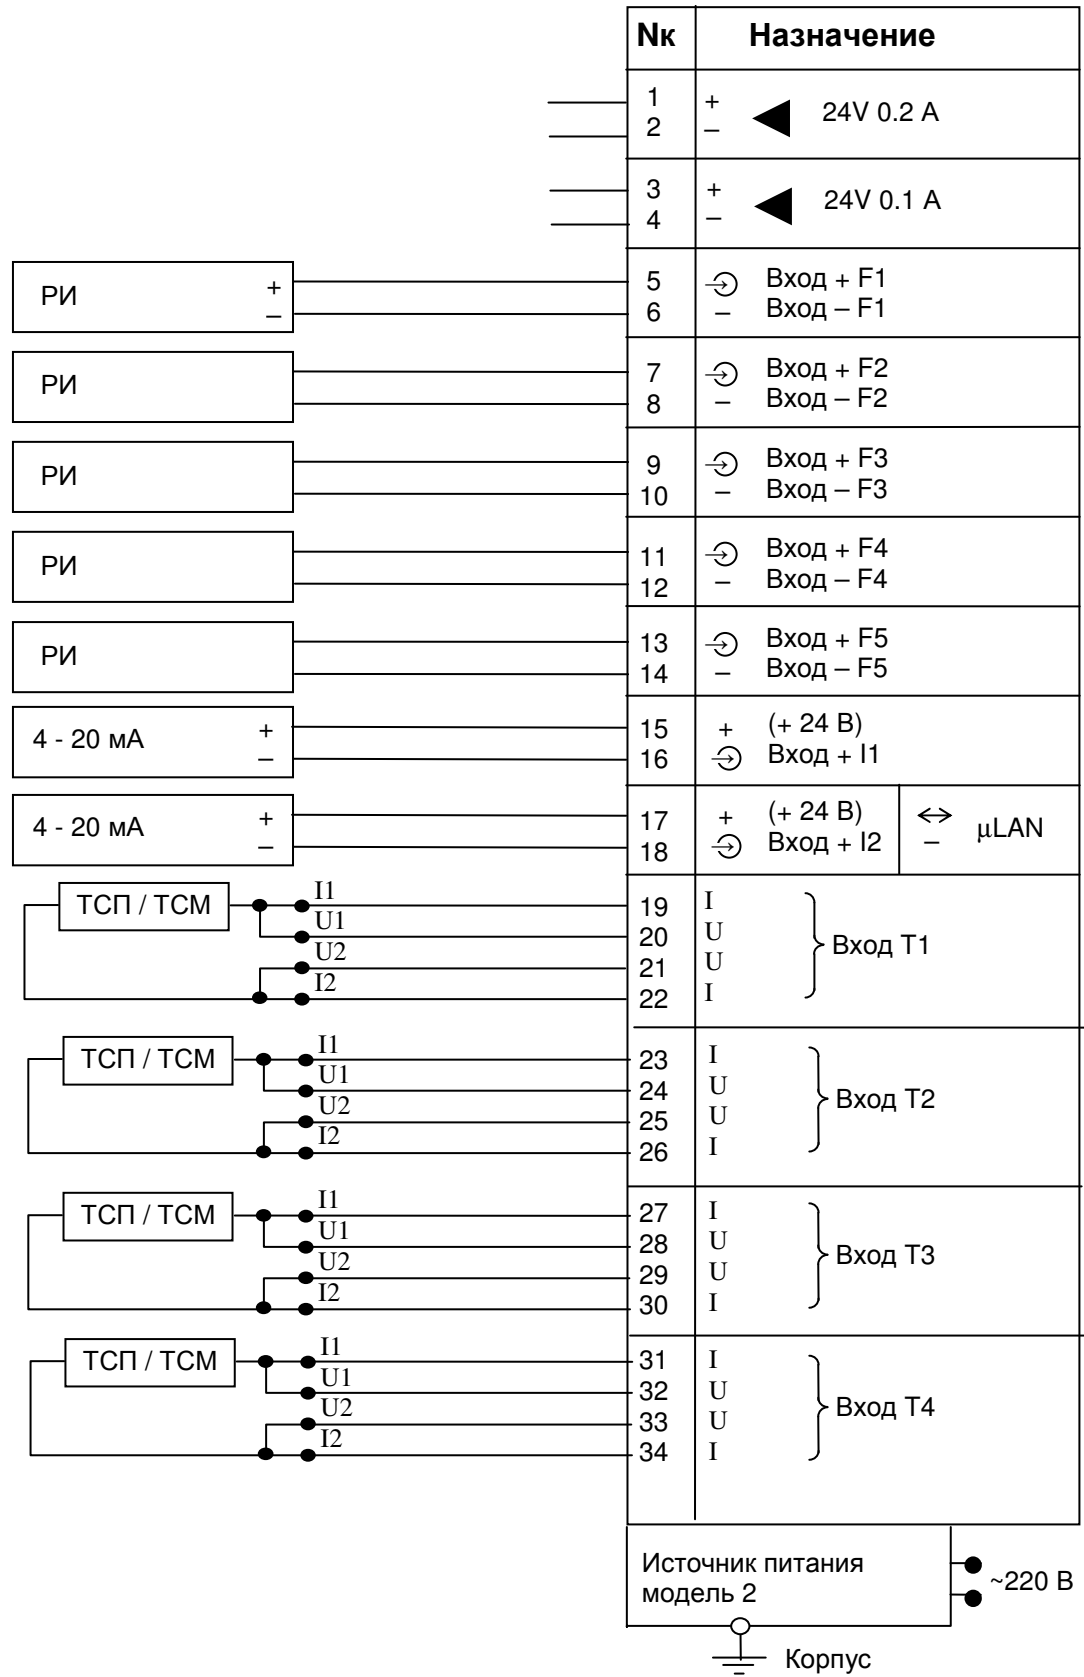 Nк Назначение
1 +
2 – 24V 0.2 A
3 +
4 – 24V 0.1 A
РИ + –
5 Вход + F1
6 – Вход – F1
РИ
7 Вход + F2
8 – Вход – F2
РИ
9 Вход + F3
10 – Вход – F3
РИ
11 Вход + F4
12 – Вход – F4
РИ
13 Вход + F5
14 – Вход – F5
4 - 20 мА + –
15 + (+ 24 В)
16 Вход + I1
4 - 20 мА + –
17 + (+ 24 В) ↔
18 Вход + I2 – µLAN
ТСП / ТСМ
I1 19 I
U1 20 U
U2 21 U
I2 22 I
Вход Т1
ТСП / ТСМ
I1 23 I
U1 24 U
U2 25 U
I2 26 I
Вход Т2
ТСП / ТСМ
I1 27 I
U1 28 U
U2 29 U
I2 30 I
Вход Т3
ТСП / ТСМ
I1 31 I
U1 32 U
U2 33 U
I2 34 I
Вход Т4
Источник питания
модель 2
~220 В
Корпус